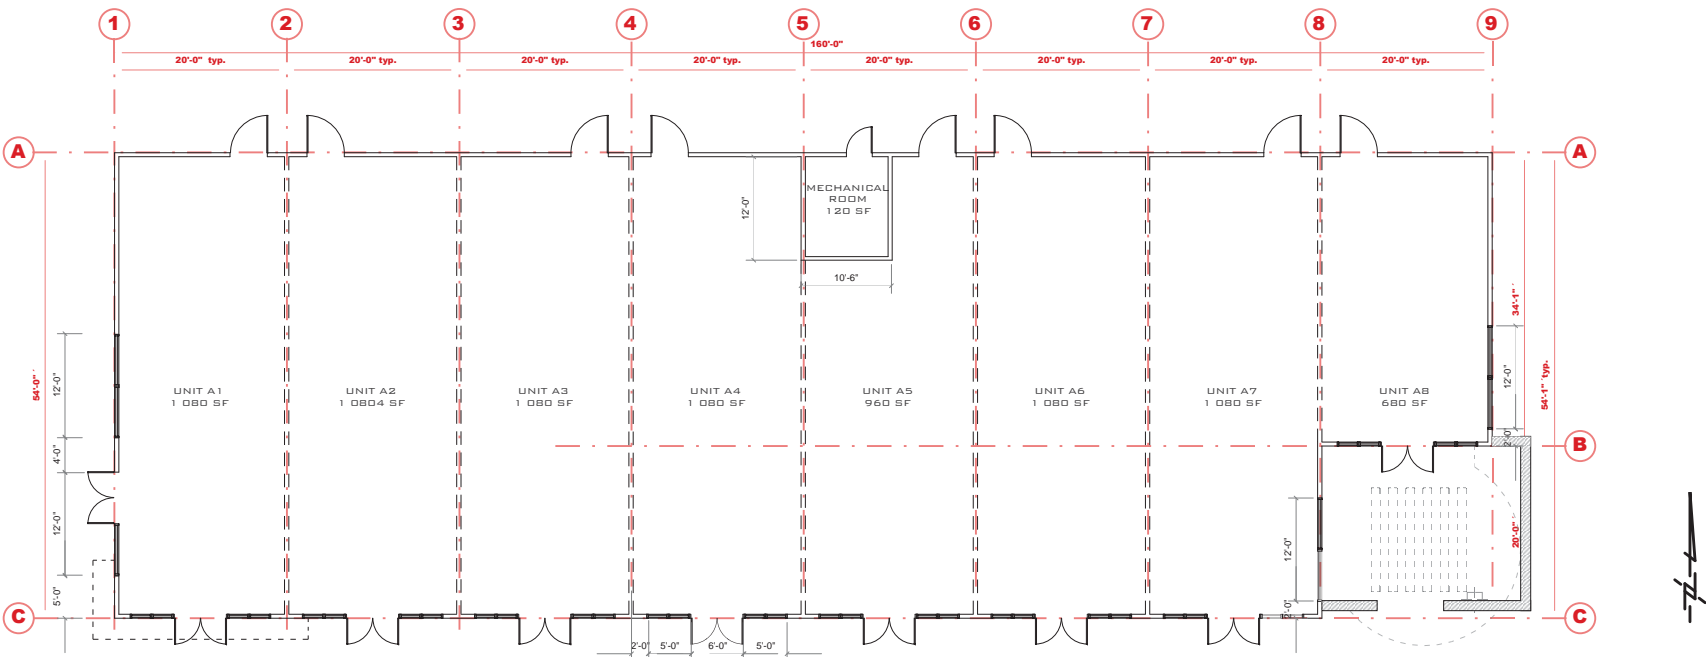 1 2 3 4 5 6 7 8 9
160'-0"
20'-0" typ. 20'-0" typ. 20'-0" typ. 20'-0" typ. 20'-0" typ. 20'-0" typ. 20'-0" typ. 20'-0" typ.
A A
MECHANICAL
ROOM
120 SF
12'-0"
10'-6"
34'-1"
54'-0"
12'-0"
UNIT A1
1 080 SF
UNIT A2
1 0804 SF
UNIT A3
1 080 SF
UNIT A4
1 080 SF
UNIT A5
960 SF
UNIT A6
1 080 SF
UNIT A7
1 080 SF
UNIT A8
680 SF
12'-0"
54'-1" typ.
4'-0"
2'-0"
B
12'-0"
12'-0"
20'-0"
5'-0"
2'-0"
C C
2'-0" 5'-0" 6'-0" 5'-0"